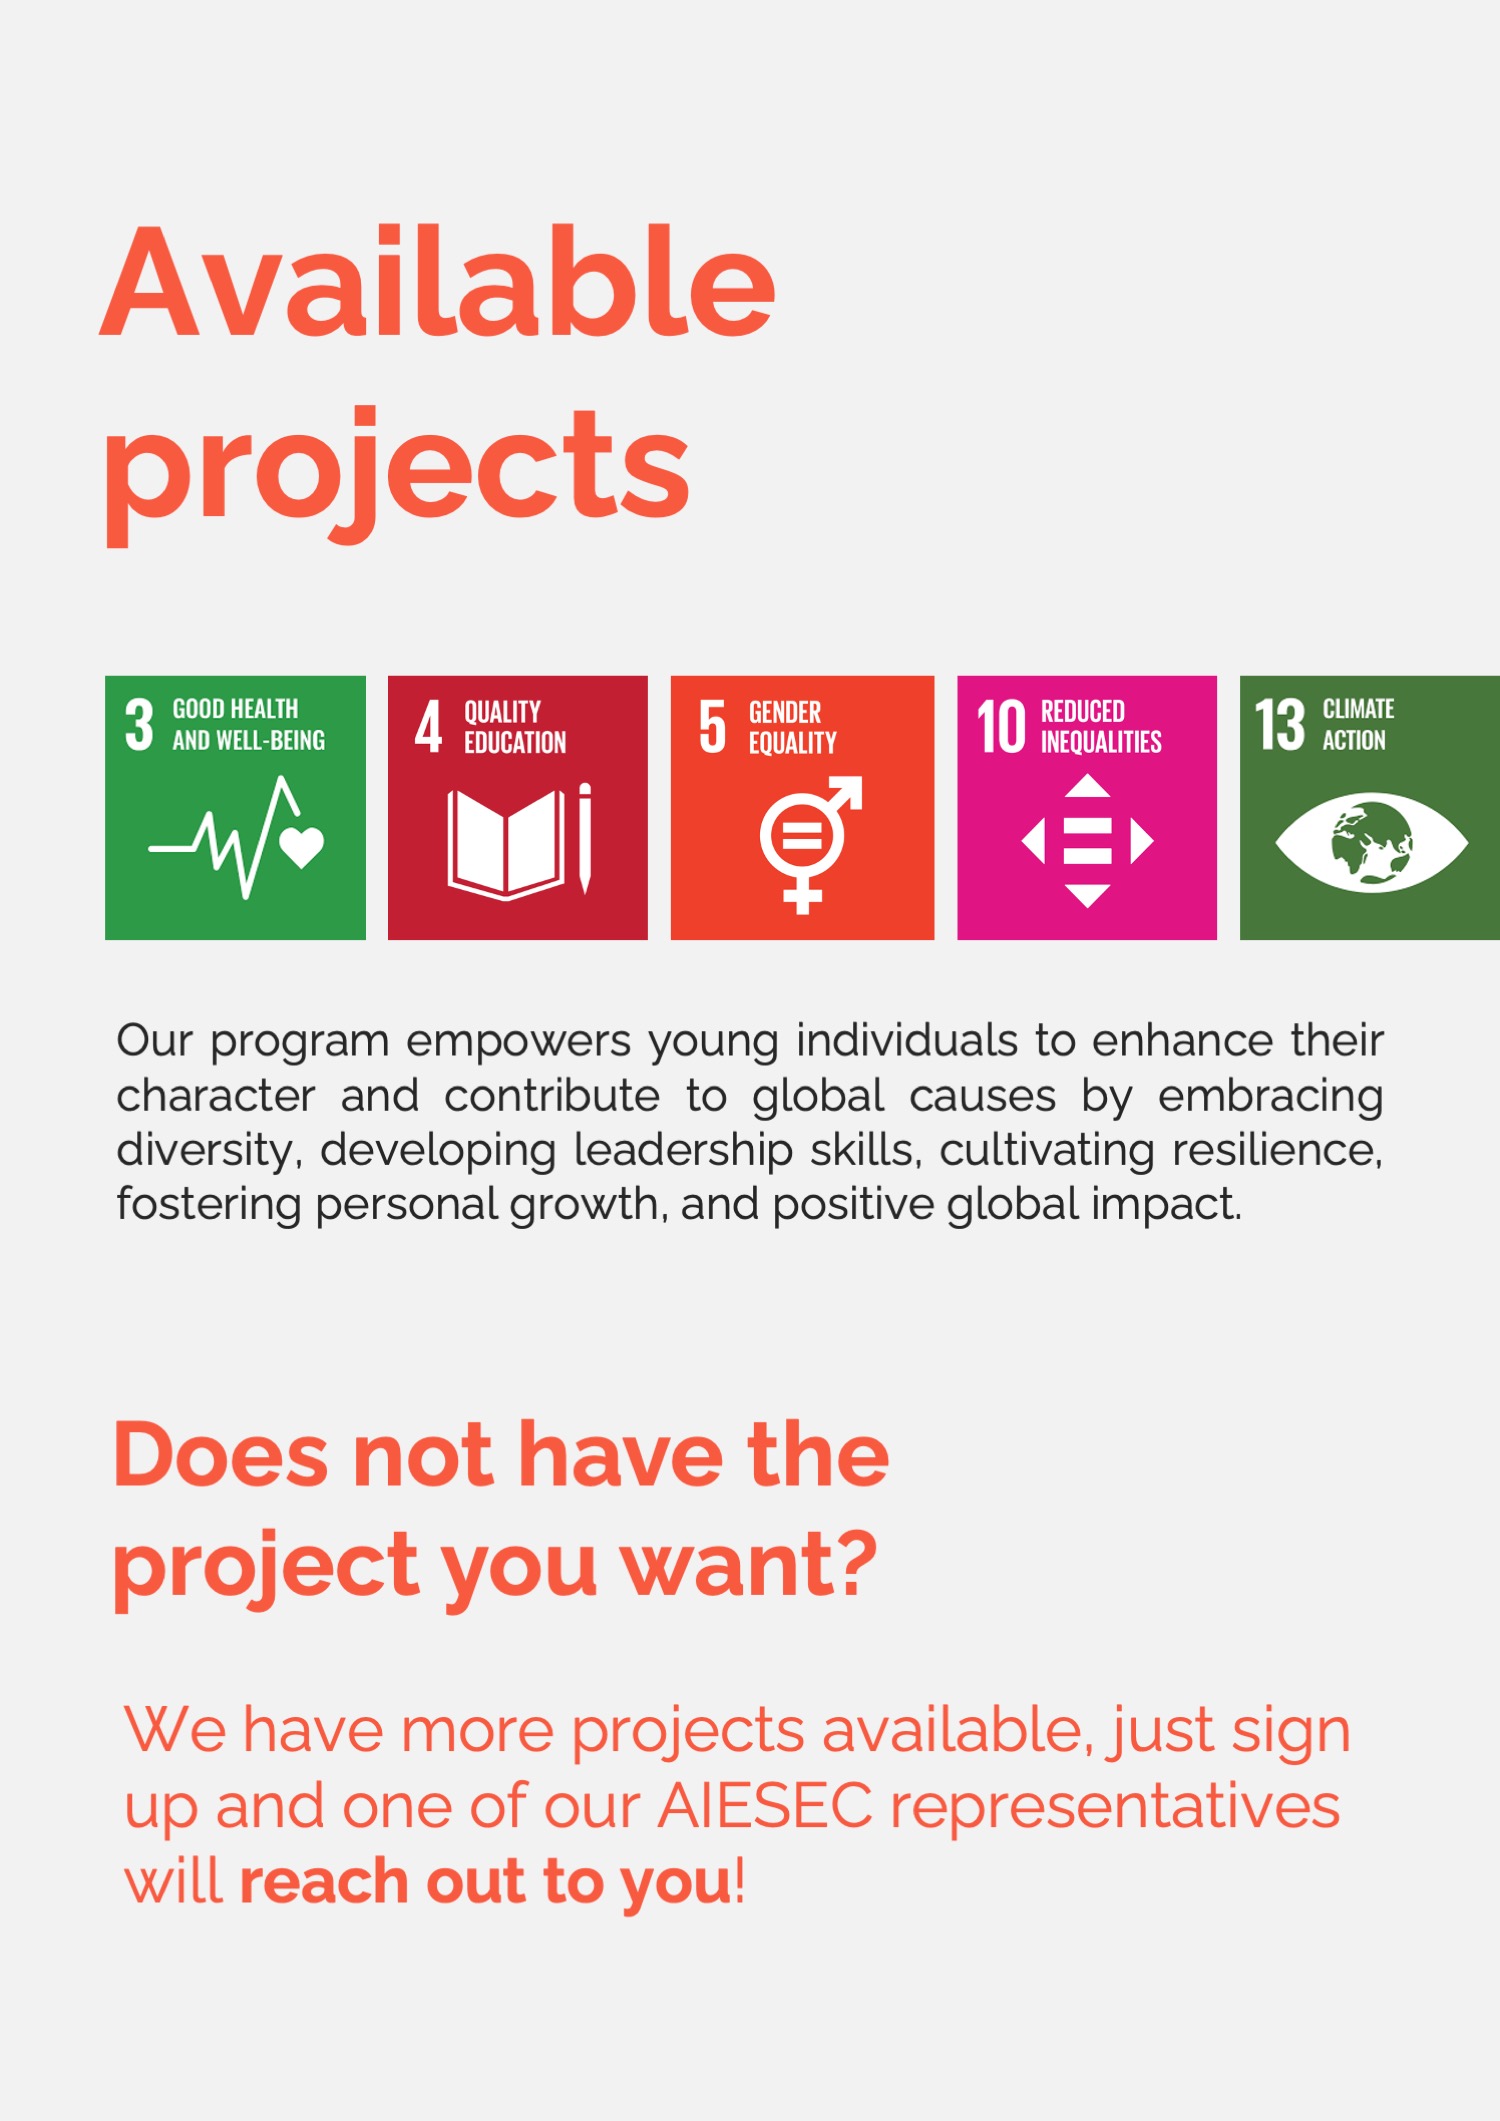 Available
projects
3 GOOD HEALTH
AND WELL-BEING
4 QUALITY
EDUCATION
5 GENDER
EQUALITY
10 REDUCED
INEQUALITIES
13 CLIMATE
ACTION
Our program empowers young individuals to enhance their
character and contribute to global causes by embracing
diversity, developing leadership skills, cultivating resilience,
fostering personal growth, and positive global impact.
Does not have the
project you want?
We have more projects available, just sign
up and one of our AIESEC representatives
will reach out to you!